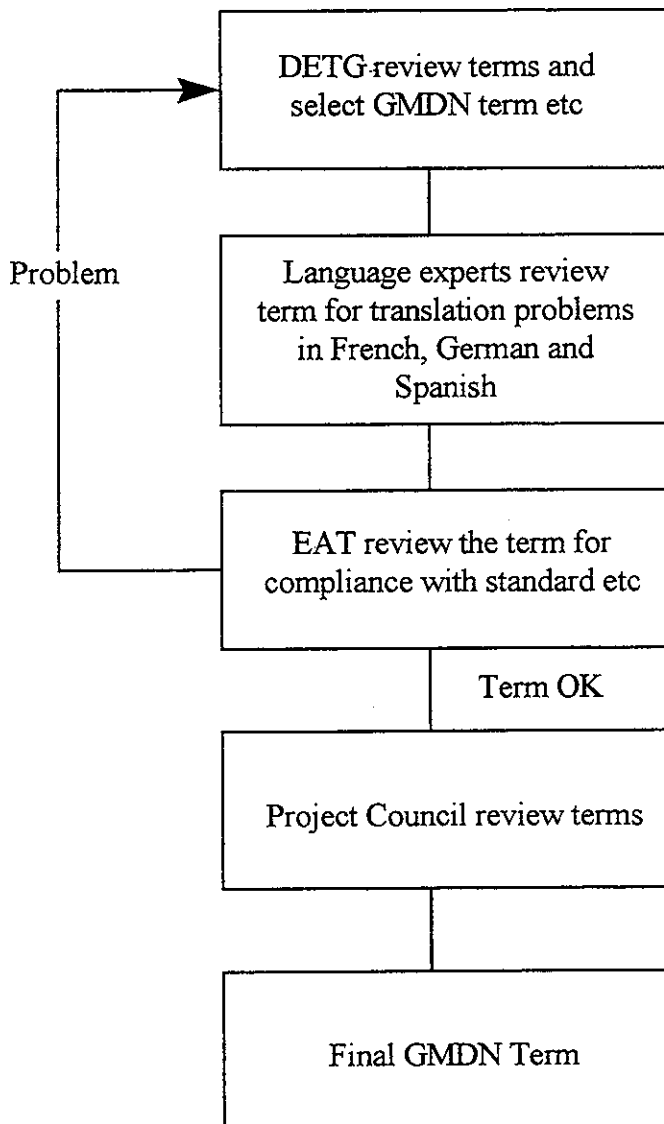 DETG review terms and
select GMDN term etc
Problem
Language experts review
term for translation problems
in French, German and
Spanish
EAT review the term for
compliance with standard etc
Term OK
Project Council review terms
Final GMDN Term